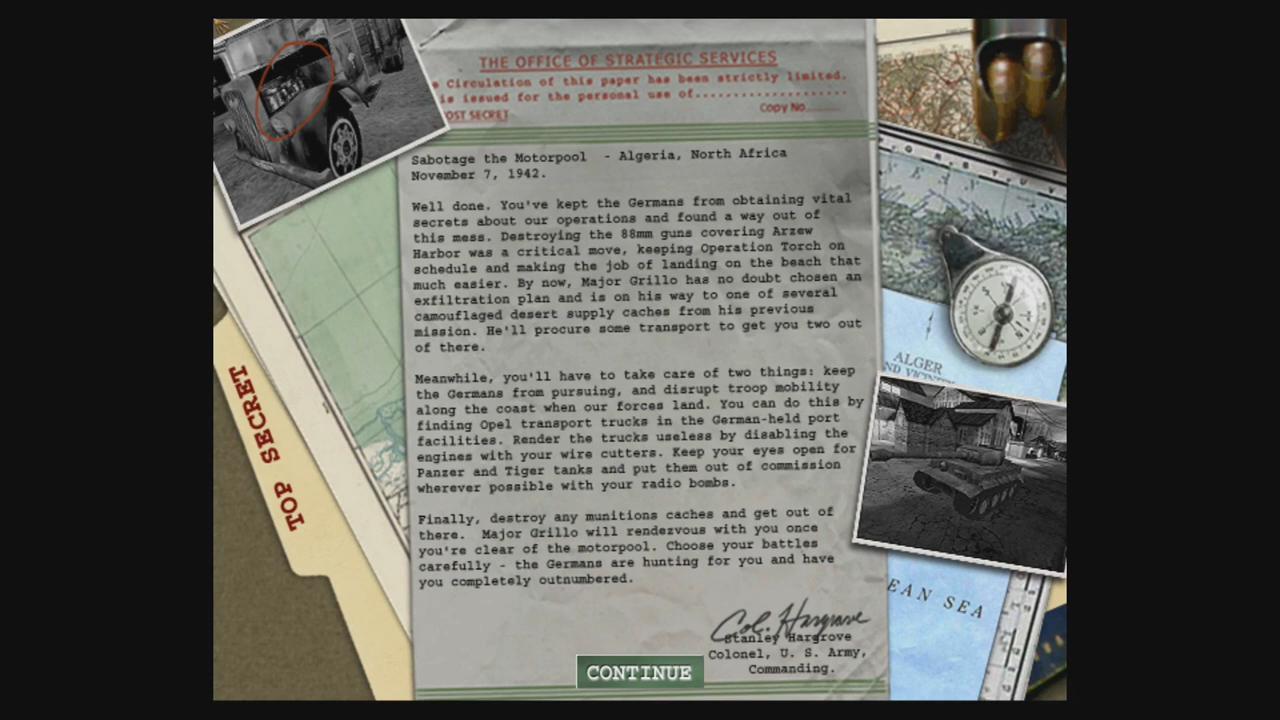 THE OFFICE OF STRATEGIC SERVICES
Circulation of this paper has been strictly limited.
is issued for the personal use of....................
OST SECRET
Copy No.......
Sabotage the Motorpool - Algeria, North Africa
November 7, 1942.
Well done. You've kept the Germans from obtaining vital
secrets about our operations and found a way out of
this mess. Destroying the 88mm guns covering Arzew
Harbor was a critical move, keeping Operation Torch on
schedule and making the job of landing on the beach that
much easier. By now, Major Grillo has no doubt chosen an
exfiltration plan and is on his way to one of several
camouflaged desert supply caches from his previous
mission. He'll procure some transport to get you two out
of there.
Meanwhile, you'll have to take care of two things: keep
the Germans from pursuing, and disrupt troop mobility
along the coast when our forces land. You can do this by
finding Opel transport trucks in the German-held port
facilities. Render the trucks useless by disabling the
engines with your wire cutters. Keep your eyes open for
Panzer and Tiger tanks and put them out of commission
wherever possible with your radio bombs.
Finally, destroy any munitions caches and get out of
there. Major Grillo will rendezvous with you once
you're clear of the motorpool. Choose your battles
carefully - the Germans are hunting for you and have
you completely outnumbered.
Col. Hargrove
Stanley Hargrove
Colonel, U. S. Army,
Commanding.
CONTINUE
TOP SECRET
ALGER
EAN SEA